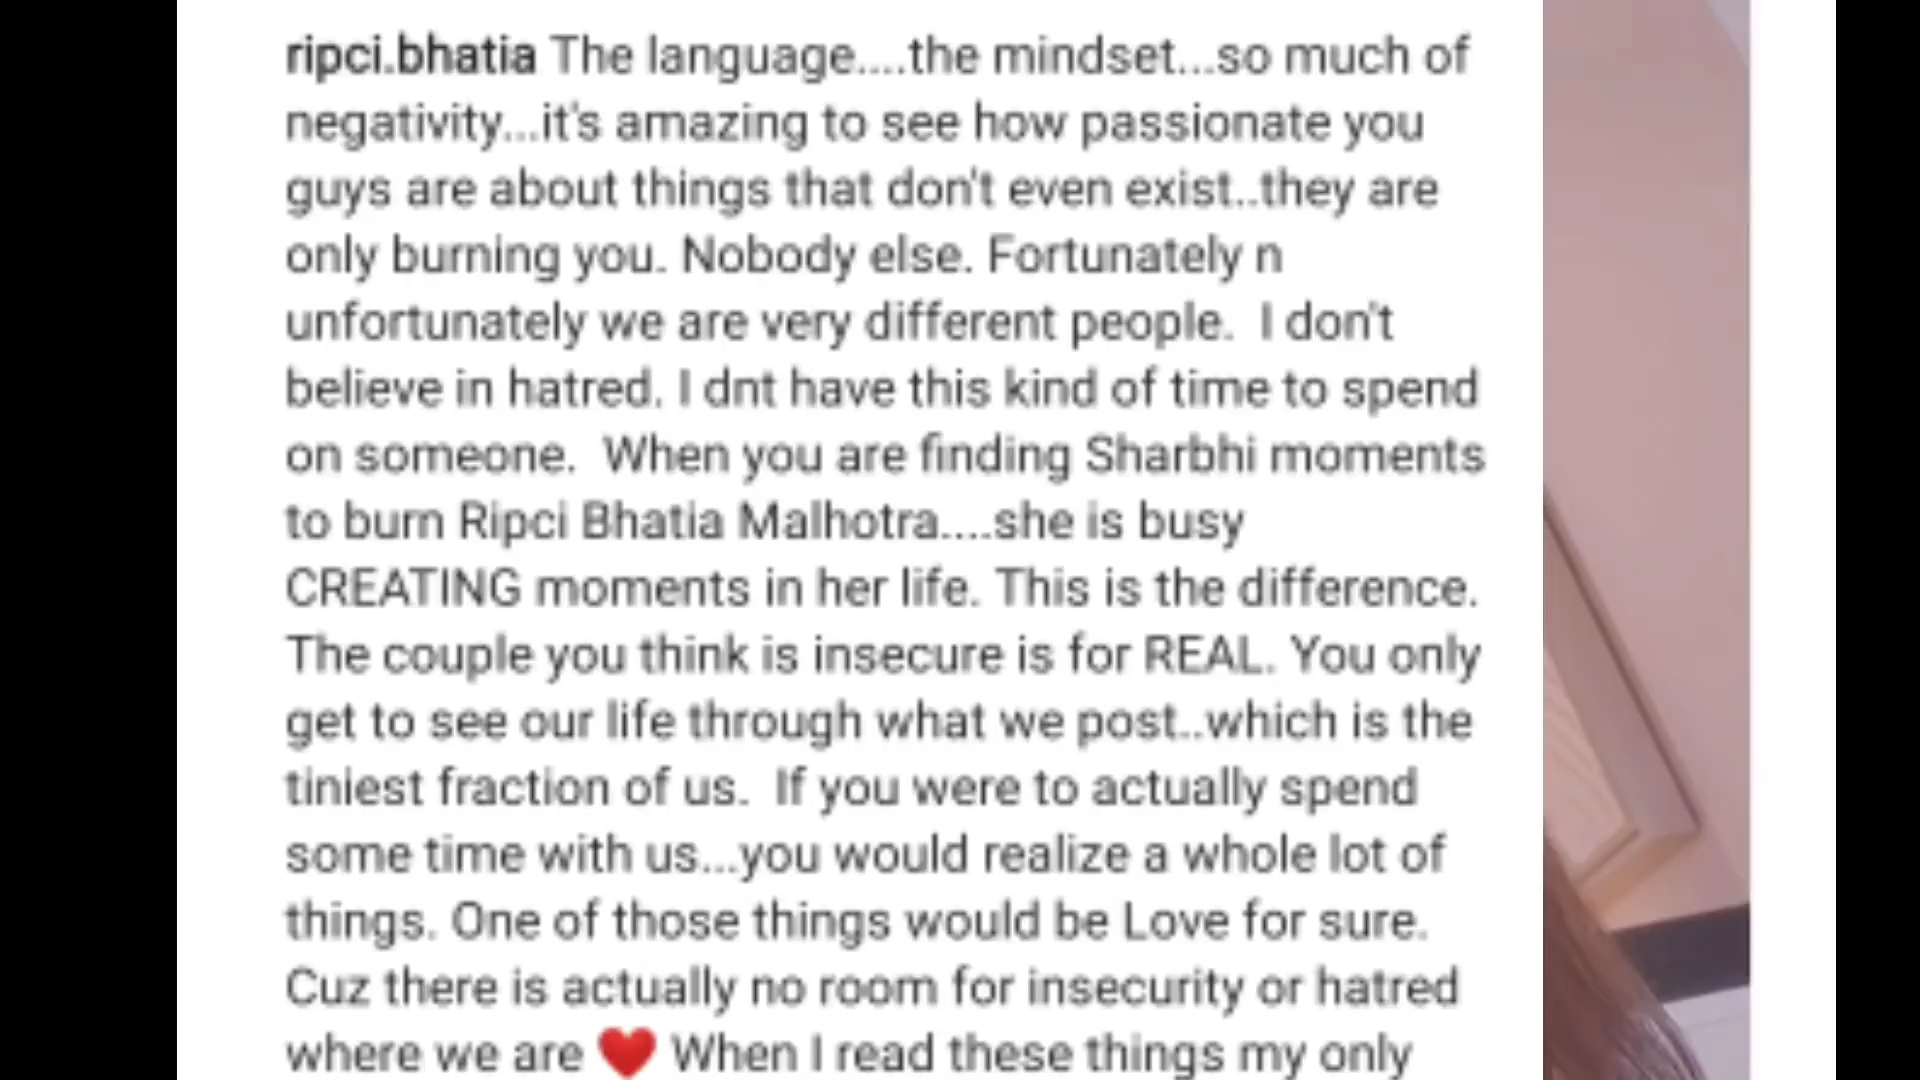 ripci.bhatia The language....the mindset...so much of
negativity...it's amazing to see how passionate you
guys are about things that don't even exist..they are
only burning you. Nobody else. Fortunately n
unfortunately we are very different people.  I don't
believe in hatred. I dnt have this kind of time to spend
on someone.  When you are finding Sharbhi moments
to burn Ripci Bhatia Malhotra....she is busy
CREATING moments in her life. This is the difference.
The couple you think is insecure is for REAL. You only
get to see our life through what we post..which is the
tiniest fraction of us.  If you were to actually spend
some time with us...you would realize a whole lot of
things. One of those things would be Love for sure.
Cuz there is actually no room for insecurity or hatred
where we are ❤️ When I read these things my only